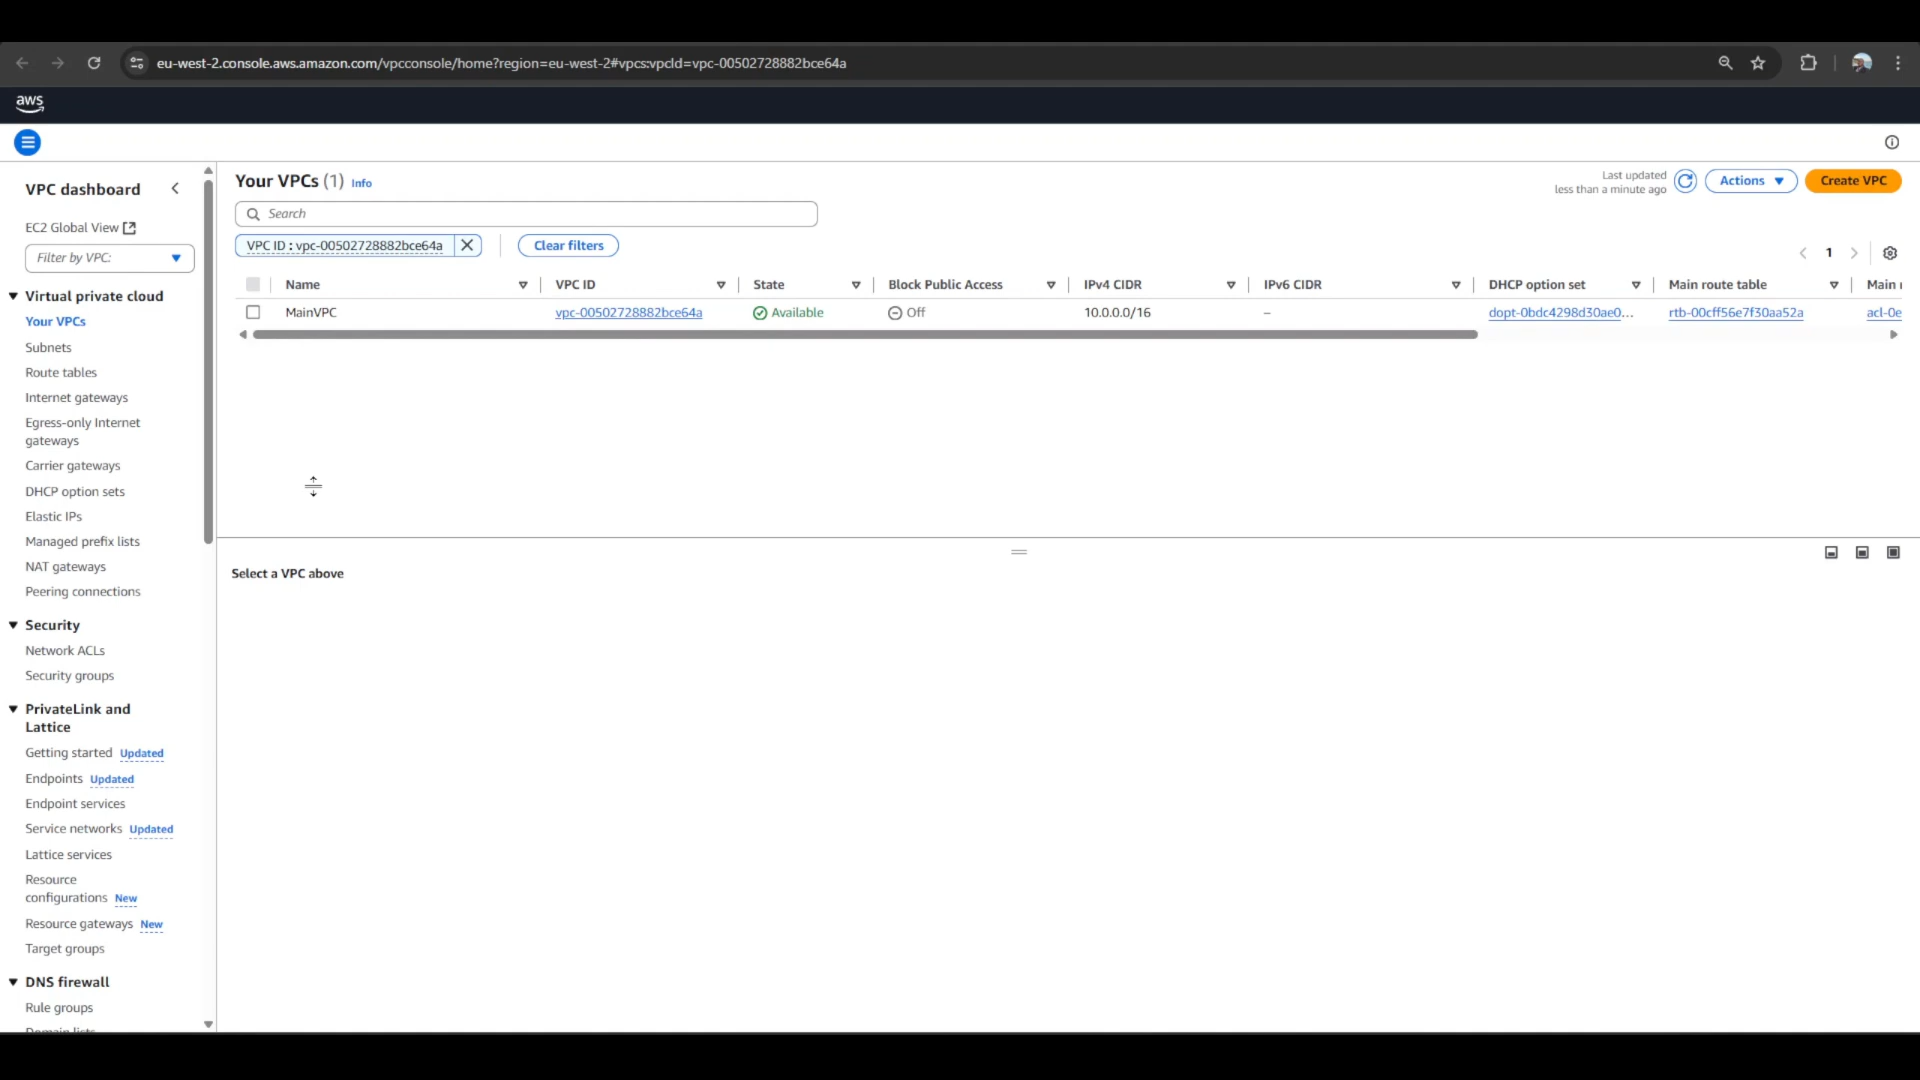 eu-west-2.console.aws.amazon.com/vpcconsole/home?region=eu-west-2#vpcs:vpcId=vpc-00502728882bce64a
aws
VPC dashboard
EC2 Global View
Filter by VPC:
Virtual private cloud
Your VPCs
Subnets
Route tables
Internet gateways
Egress-only Internet
gateways
Carrier gateways
DHCP option sets
Elastic IPs
Managed prefix lists
NAT gateways
Peering connections
Security
Network ACLs
Security groups
PrivateLink and
Lattice
Getting started Updated
Endpoints Updated
Endpoint services
Service networks Updated
Lattice services
Resource
configurations New
Resource gateways New
Target groups
DNS firewall
Rule groups
Domain lists
Your VPCs (1) Info
Last updated
less than a minute ago
Actions
Create VPC
Search
VPC ID : vpc-00502728882bce64a
Clear filters
1
Name VPC ID State Block Public Access IPv4 CIDR IPv6 CIDR DHCP option set Main route table Main
MainVPC vpc-00502728882bce64a Available Off 10.0.0.0/16 – dopt-0bdc4298d30ae0... rtb-00cff56e7f30aa52a acl-0e
Select a VPC above